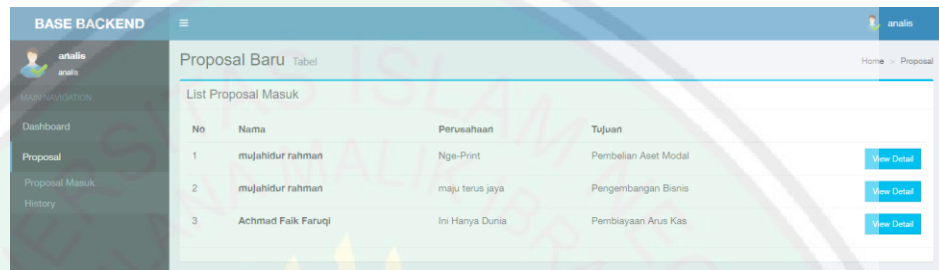 BASE BACKEND analis
analis
analis
MAIN NAVIGATION
Dashboard
Proposal
Proposal Masuk
History
Proposal Baru Tabel Home > Proposal
List Proposal Masuk
No Nama Perusahaan Tujuan
1 mujahidur rahman Nge-Print Pembelian Aset Modal View Detail
2 mujahidur rahman maju terus jaya Pengembangan Bisnis View Detail
3 Achmad Faik Faruqi Ini Hanya Dunia Pembiayaan Arus Kas View Detail